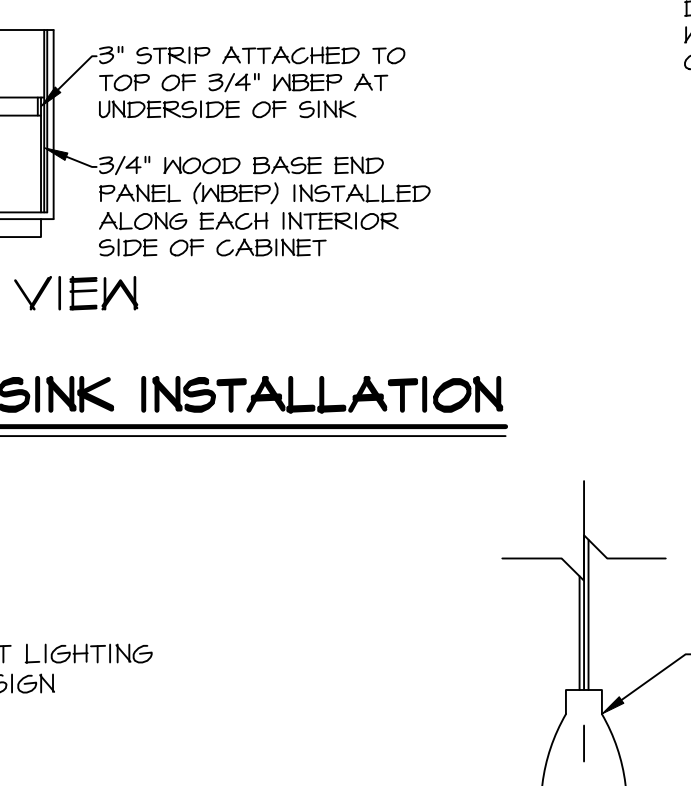 3" STRIP ATTACHED TO
TOP OF 3/4" WBEP AT
UNDERSIDE OF SINK
3/4" WOOD BASE END
PANEL (WBEP) INSTALLED
ALONG EACH INTERIOR
SIDE OF CABINET
VIEW
SINK INSTALLATION
LIGHTING